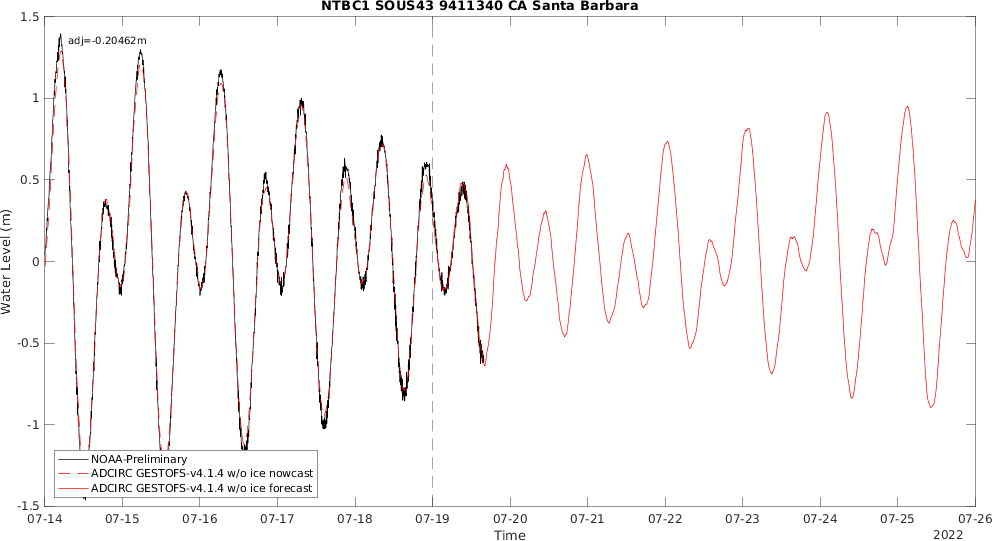 NTBC1 SOUS43 9411340 CA Santa Barbara
adj=-0.20462m
1.5
1
0.5
0
-0.5
-1
-1.5
Water Level (m)
NOAA-Preliminary
ADCIRC GESTOFS-v4.1.4 w/o ice nowcast
ADCIRC GESTOFS-v4.1.4 w/o ice forecast
07-14 07-15 07-16 07-17 07-18 07-19 07-20 07-21 07-22 07-23 07-24 07-25 07-26
Time
2022